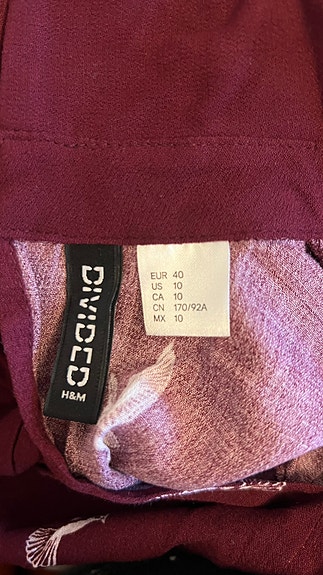 DIVIDED
H&M
EUR 40
US 10
CA 10
CN 170/92A
MX 10